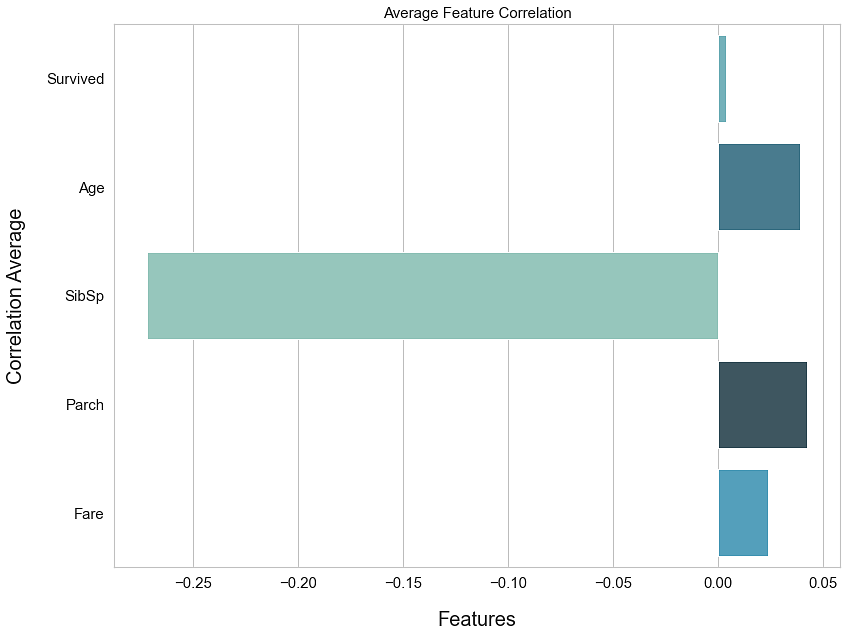 Average Feature Correlation
Survived
Age
SibSp
Parch
Fare
Correlation Average
−0.25
−0.20
−0.15
−0.10
−0.05
0.00
0.05
Features